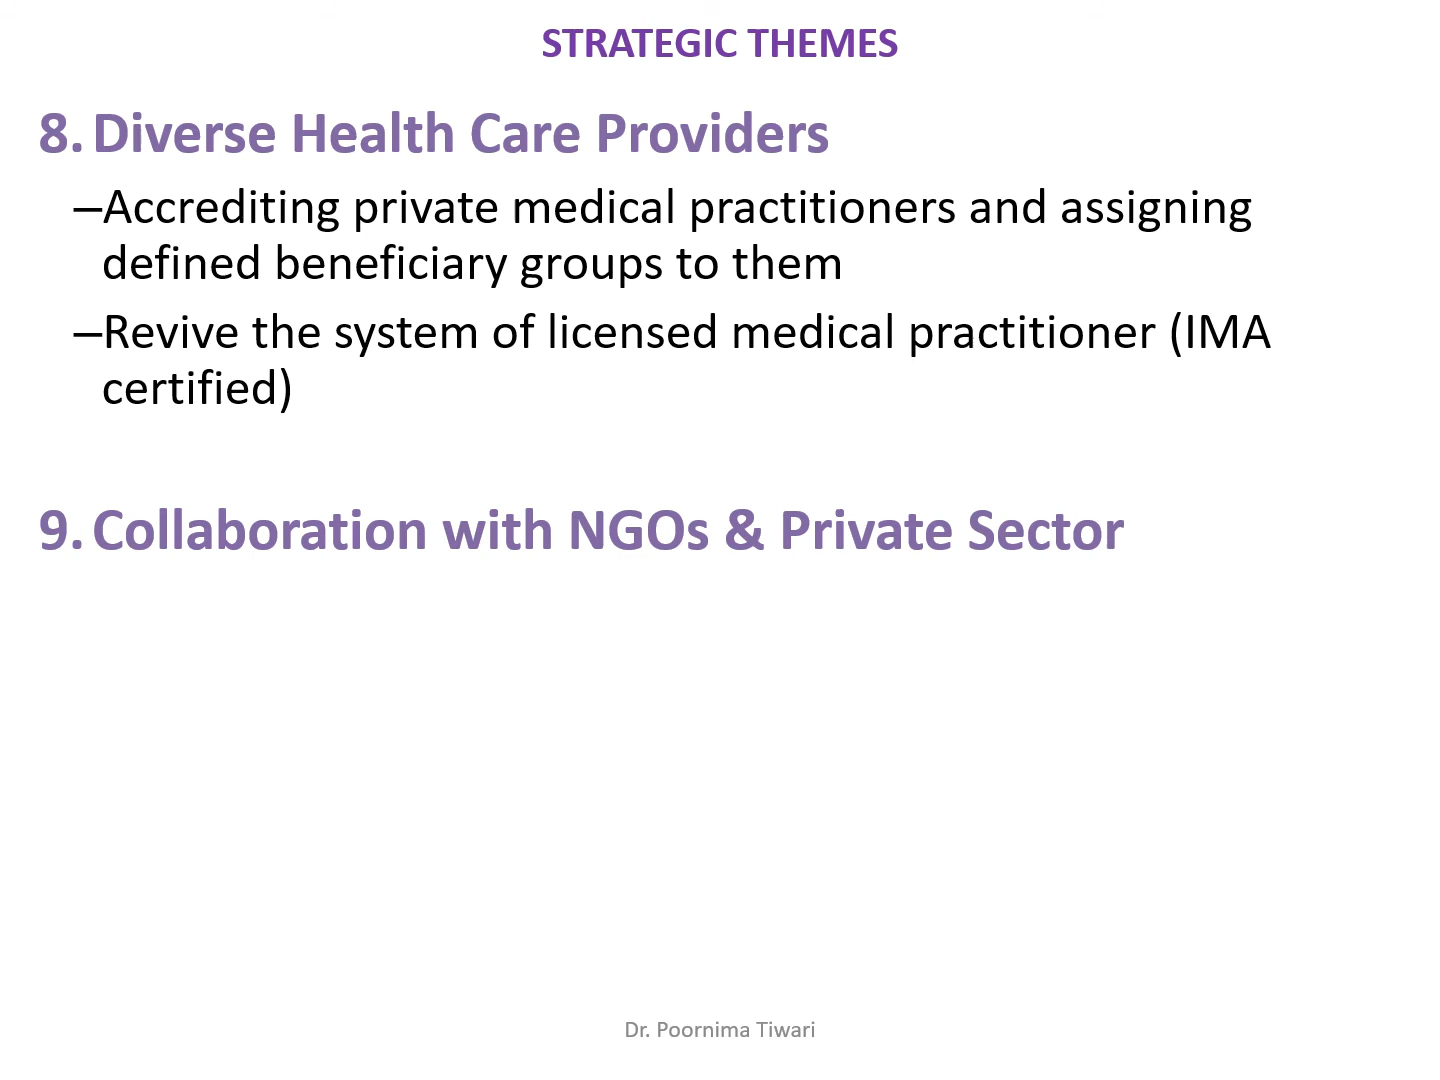 STRATEGIC THEMES
8. Diverse Health Care Providers
–Accrediting private medical practitioners and assigning
defined beneficiary groups to them
–Revive the system of licensed medical practitioner (IMA
certified)
9. Collaboration with NGOs & Private Sector
Dr. Poornima Tiwari